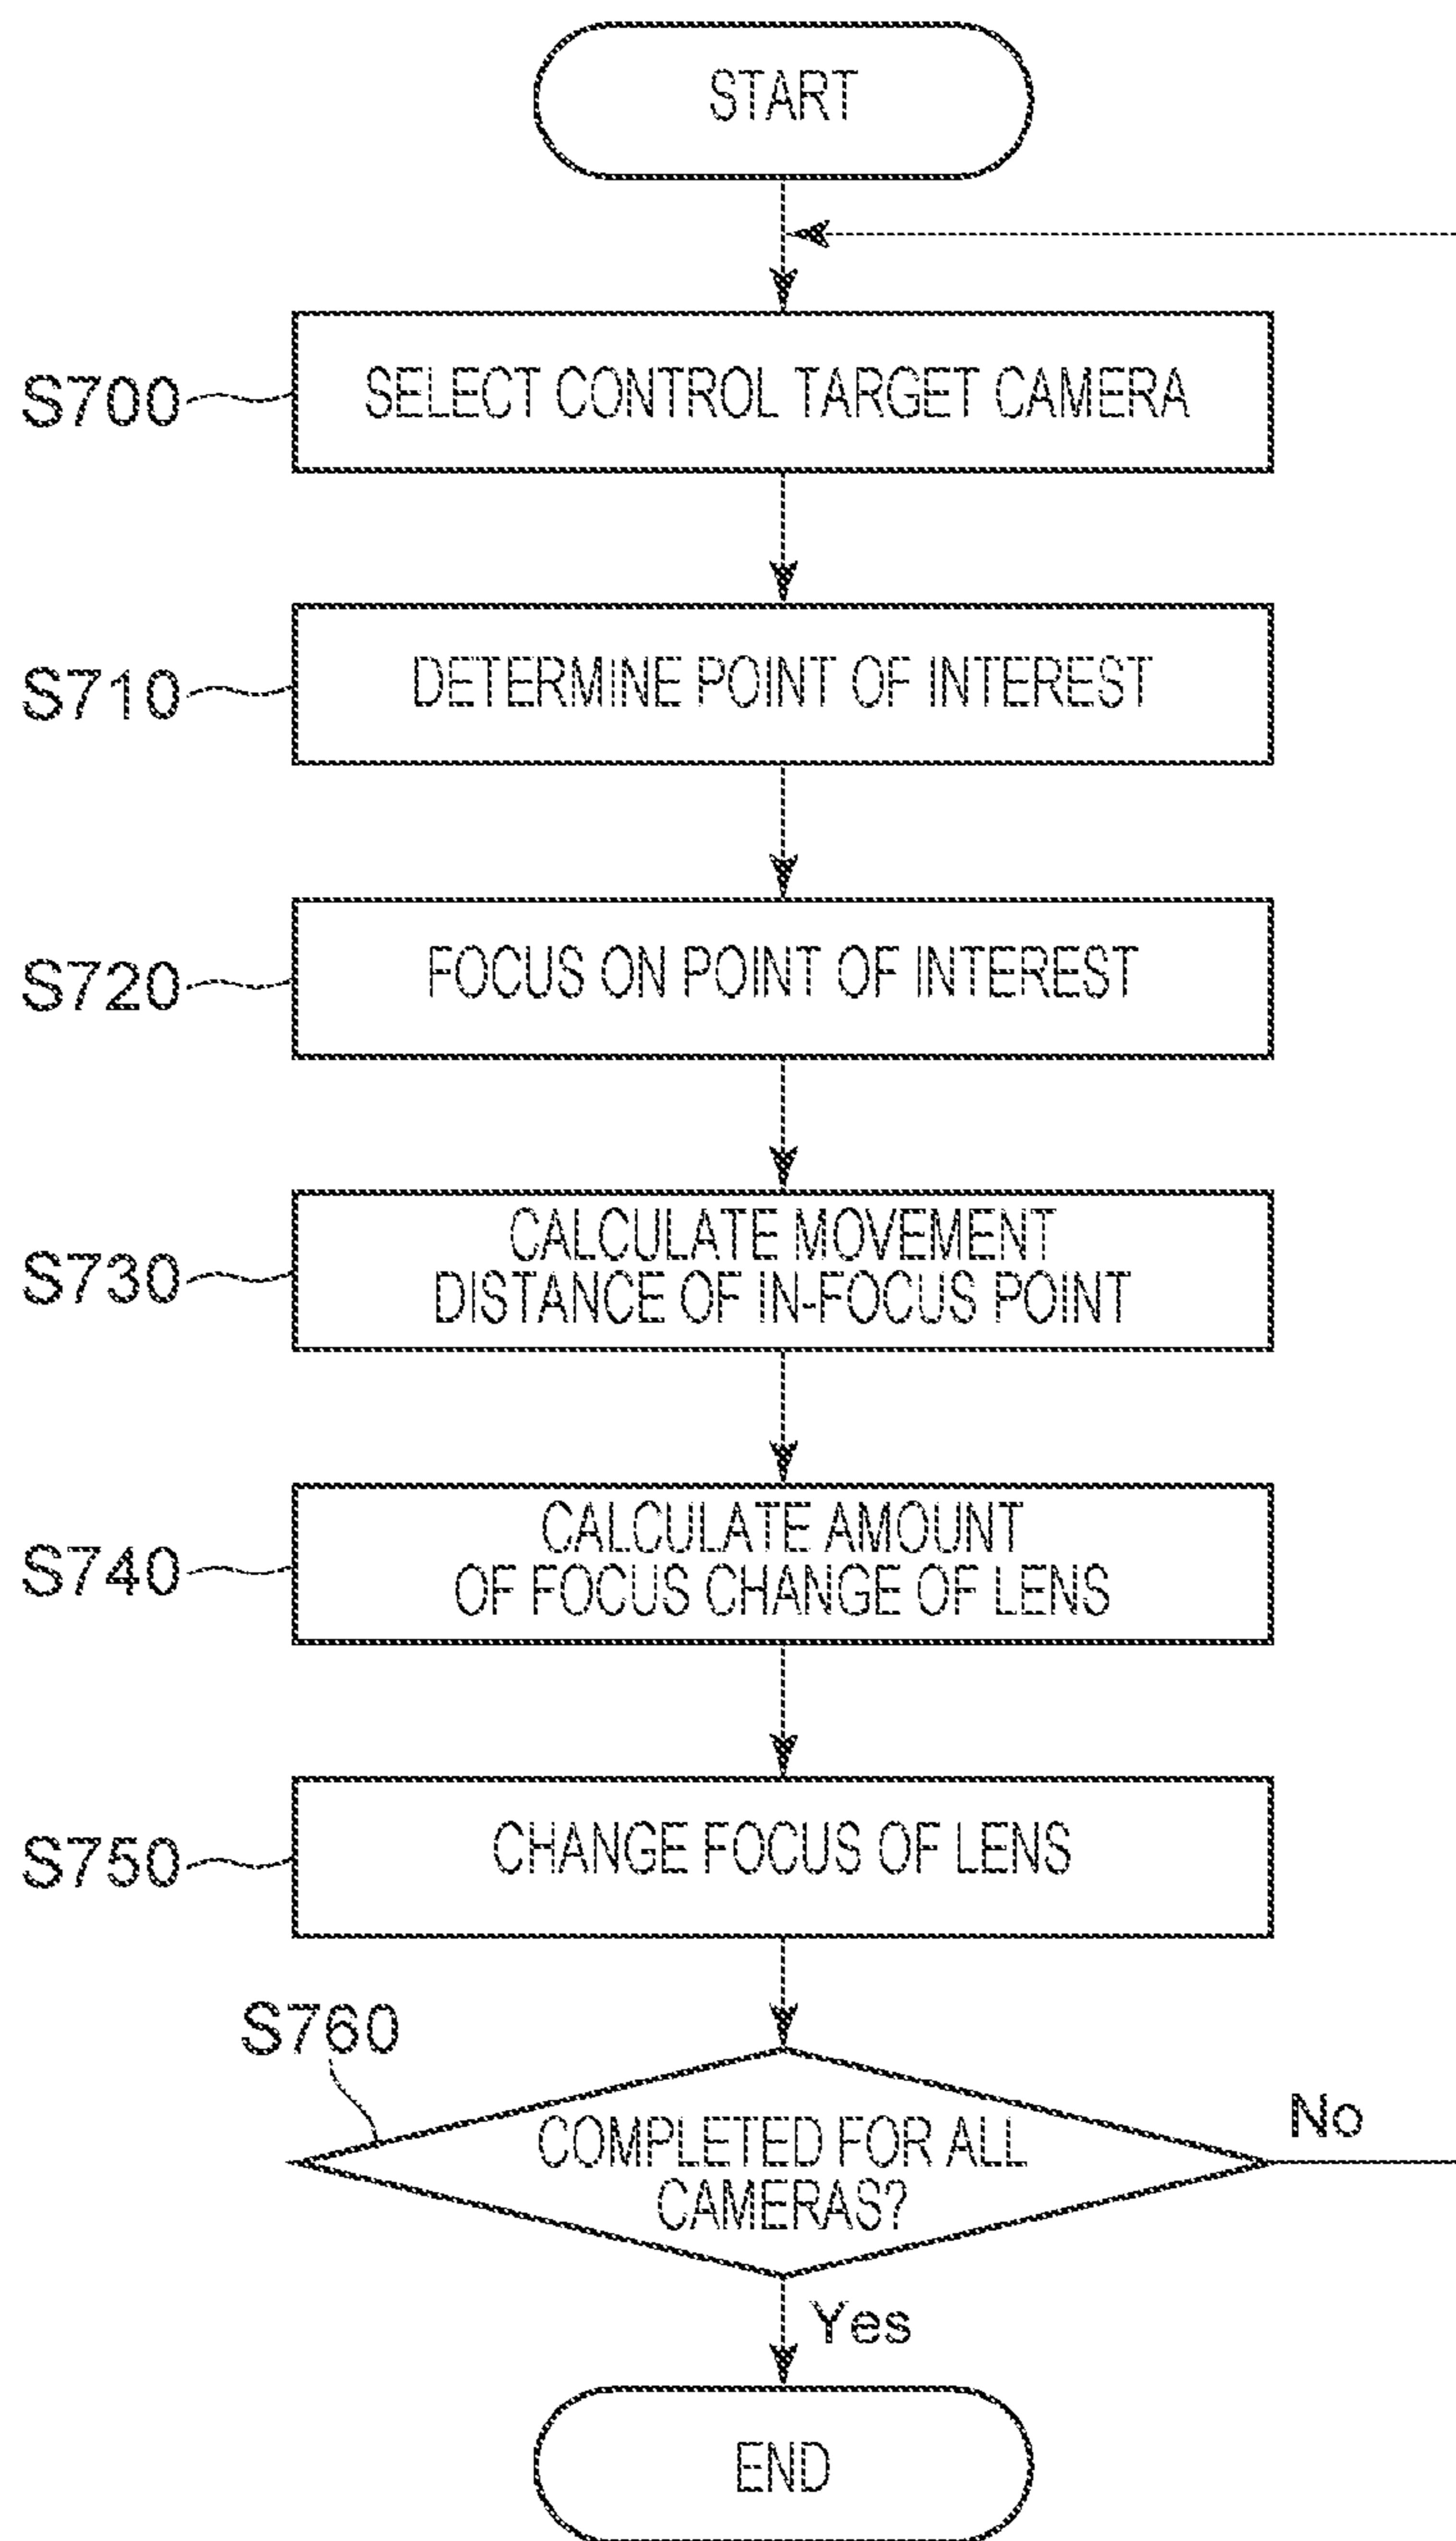 START
S700
SELECT CONTROL TARGET CAMERA
S710
DETERMINE POINT OF INTEREST
S720
FOCUS ON POINT OF INTEREST
S730
CALCULATE MOVEMENT
DISTANCE OF IN-FOCUS POINT
S740
CALCULATE AMOUNT
OF FOCUS CHANGE OF LENS
S750
CHANGE FOCUS OF LENS
S760
COMPLETED FOR ALL
CAMERAS?
No
Yes
END